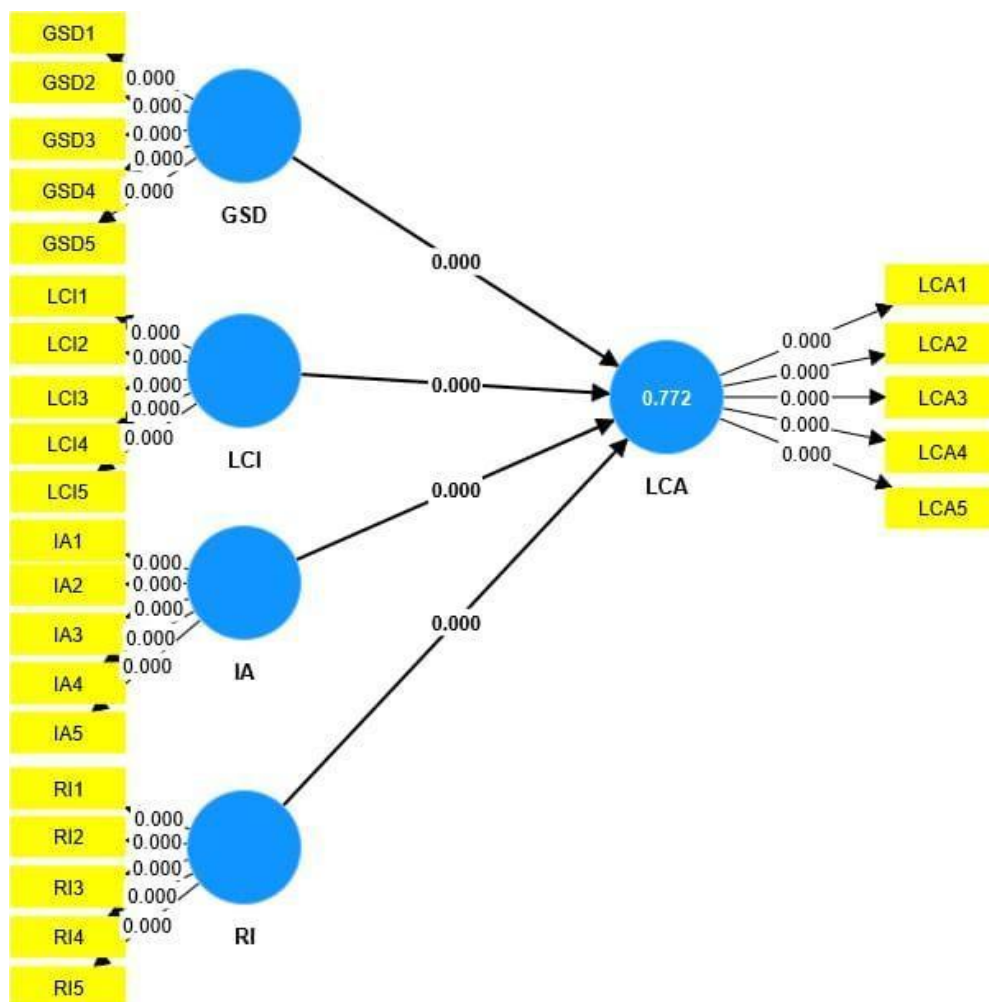 GSD1
GSD2
GSD3
GSD4
GSD5
0.000
0.000
0.000
0.000
0.000
GSD
LCI1
LCI2
LCI3
LCI4
LCI5
0.000
0.000
0.000
0.000
0.000
LCI
IA1
IA2
IA3
IA4
IA5
0.000
0.000
0.000
0.000
0.000
IA
RI1
RI2
RI3
RI4
RI5
0.000
0.000
0.000
0.000
0.000
RI
0.000
0.000
0.000
0.000
0.772
LCA
0.000
0.000
0.000
0.000
0.000
LCA1
LCA2
LCA3
LCA4
LCA5